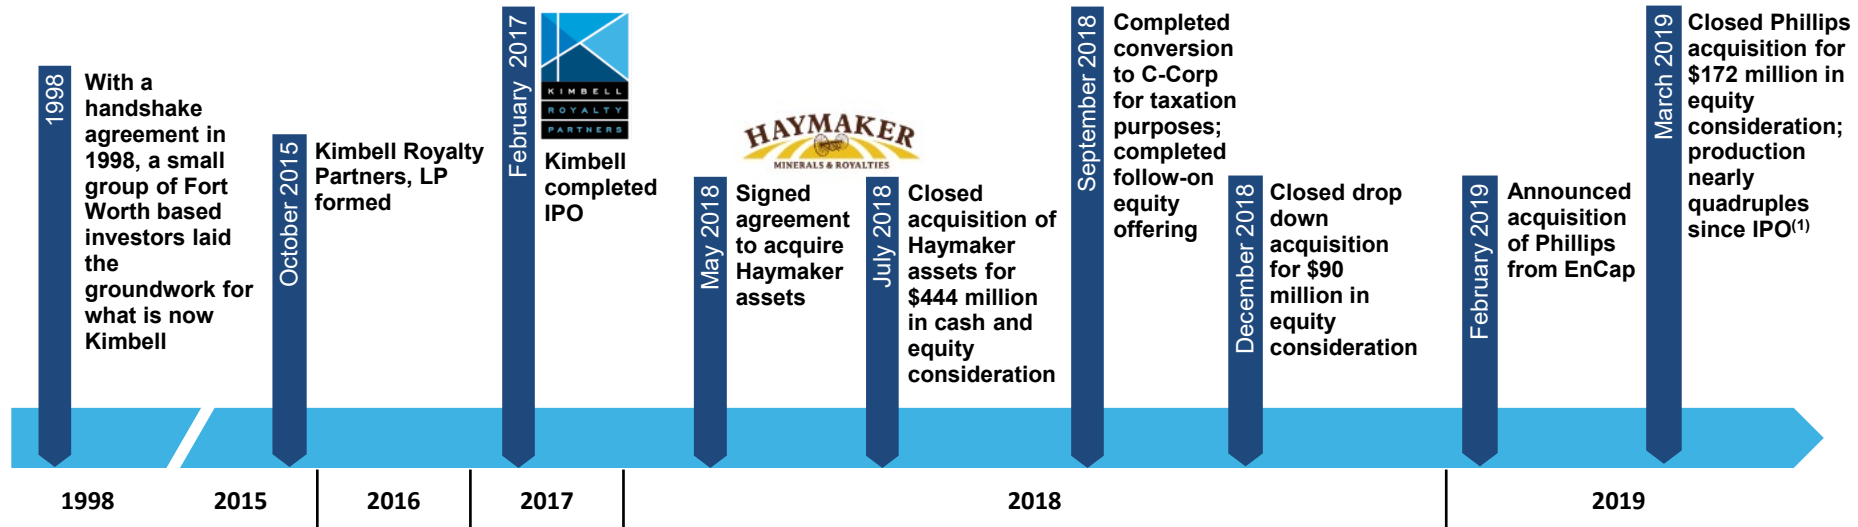 1998
With a
handshake
agreement in
1998, a small
group of Fort
Worth based
investors laid
the
groundwork for
what is now
Kimbell
October 2015
Kimbell Royalty
Partners, LP
formed
February 2017
KIMBELL
ROYALTY
PARTNERS
Kimbell
completed
IPO
HAYMAKER
MINERALS & ROYALTIES
May 2018
Signed
agreement
to acquire
Haymaker
assets
July 2018
Closed
acquisition of
Haymaker
assets for
$444 million
in cash and
equity
consideration
September 2018
Completed
conversion
to C-Corp
for taxation
purposes;
completed
follow-on
equity
offering
December 2018
Closed drop
down
acquisition
for $90
million in
equity
consideration
February 2019
Announced
acquisition
of Phillips
from EnCap
March 2019
Closed Phillips
acquisition for
$172 million in
equity
consideration;
production
nearly
quadruples
since IPO(1)
1998
2015
2016
2017
2018
2019